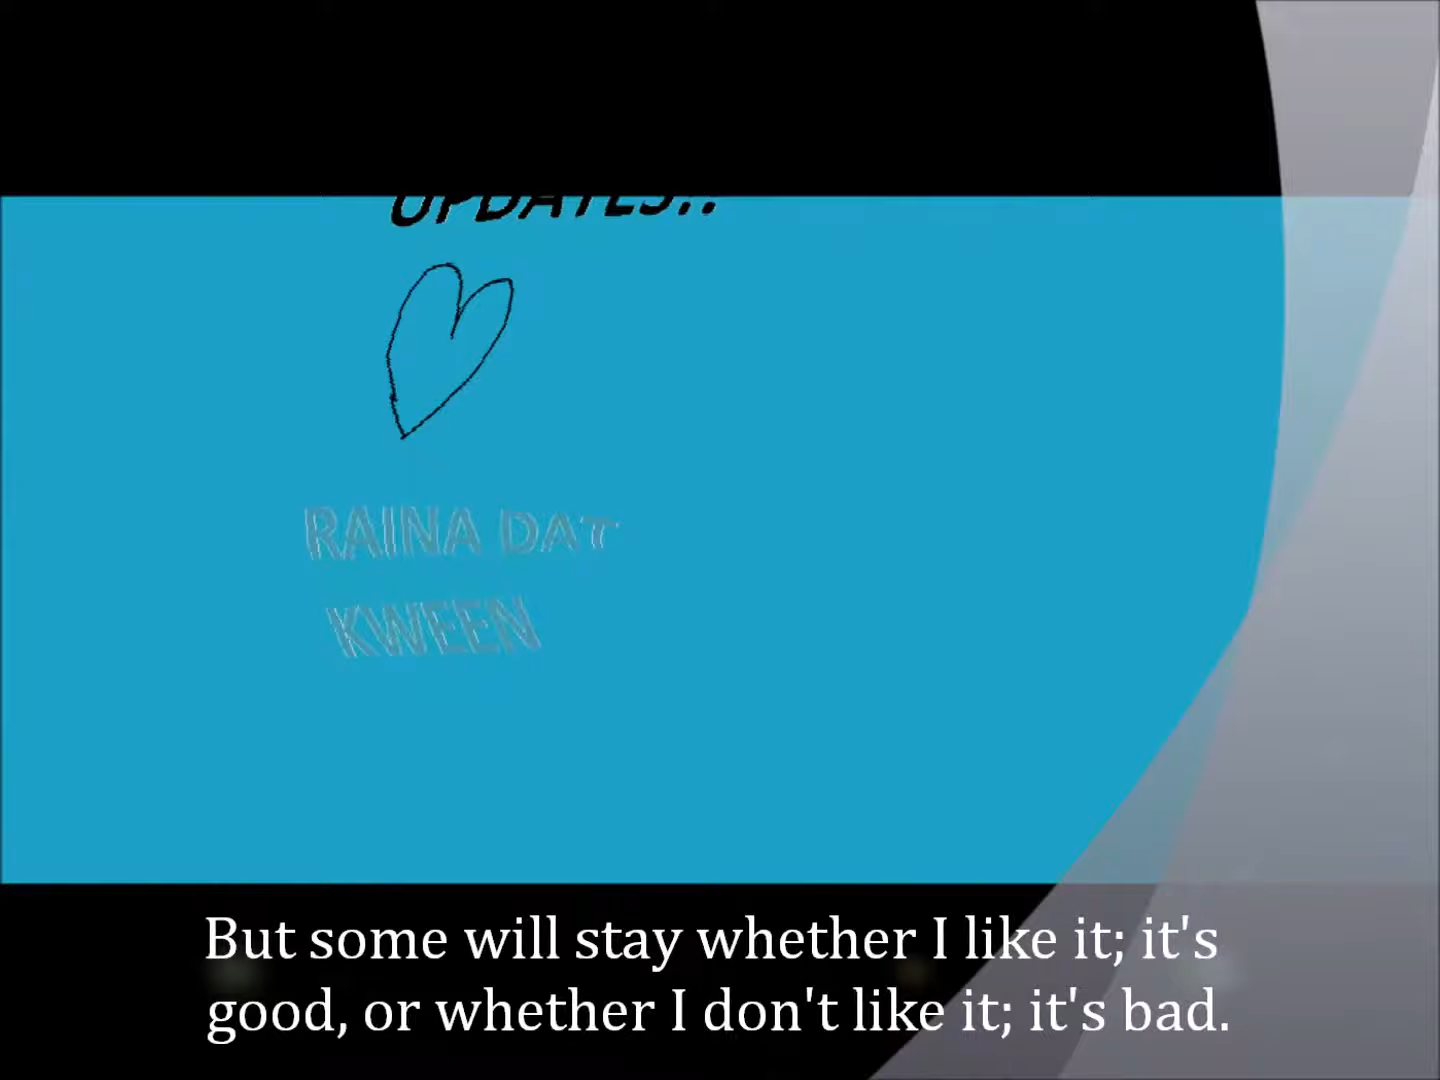 UPDATES!!
RAINA DAT
KWEEN
But some will stay whether I like it; it's
good, or whether I don't like it; it's bad.